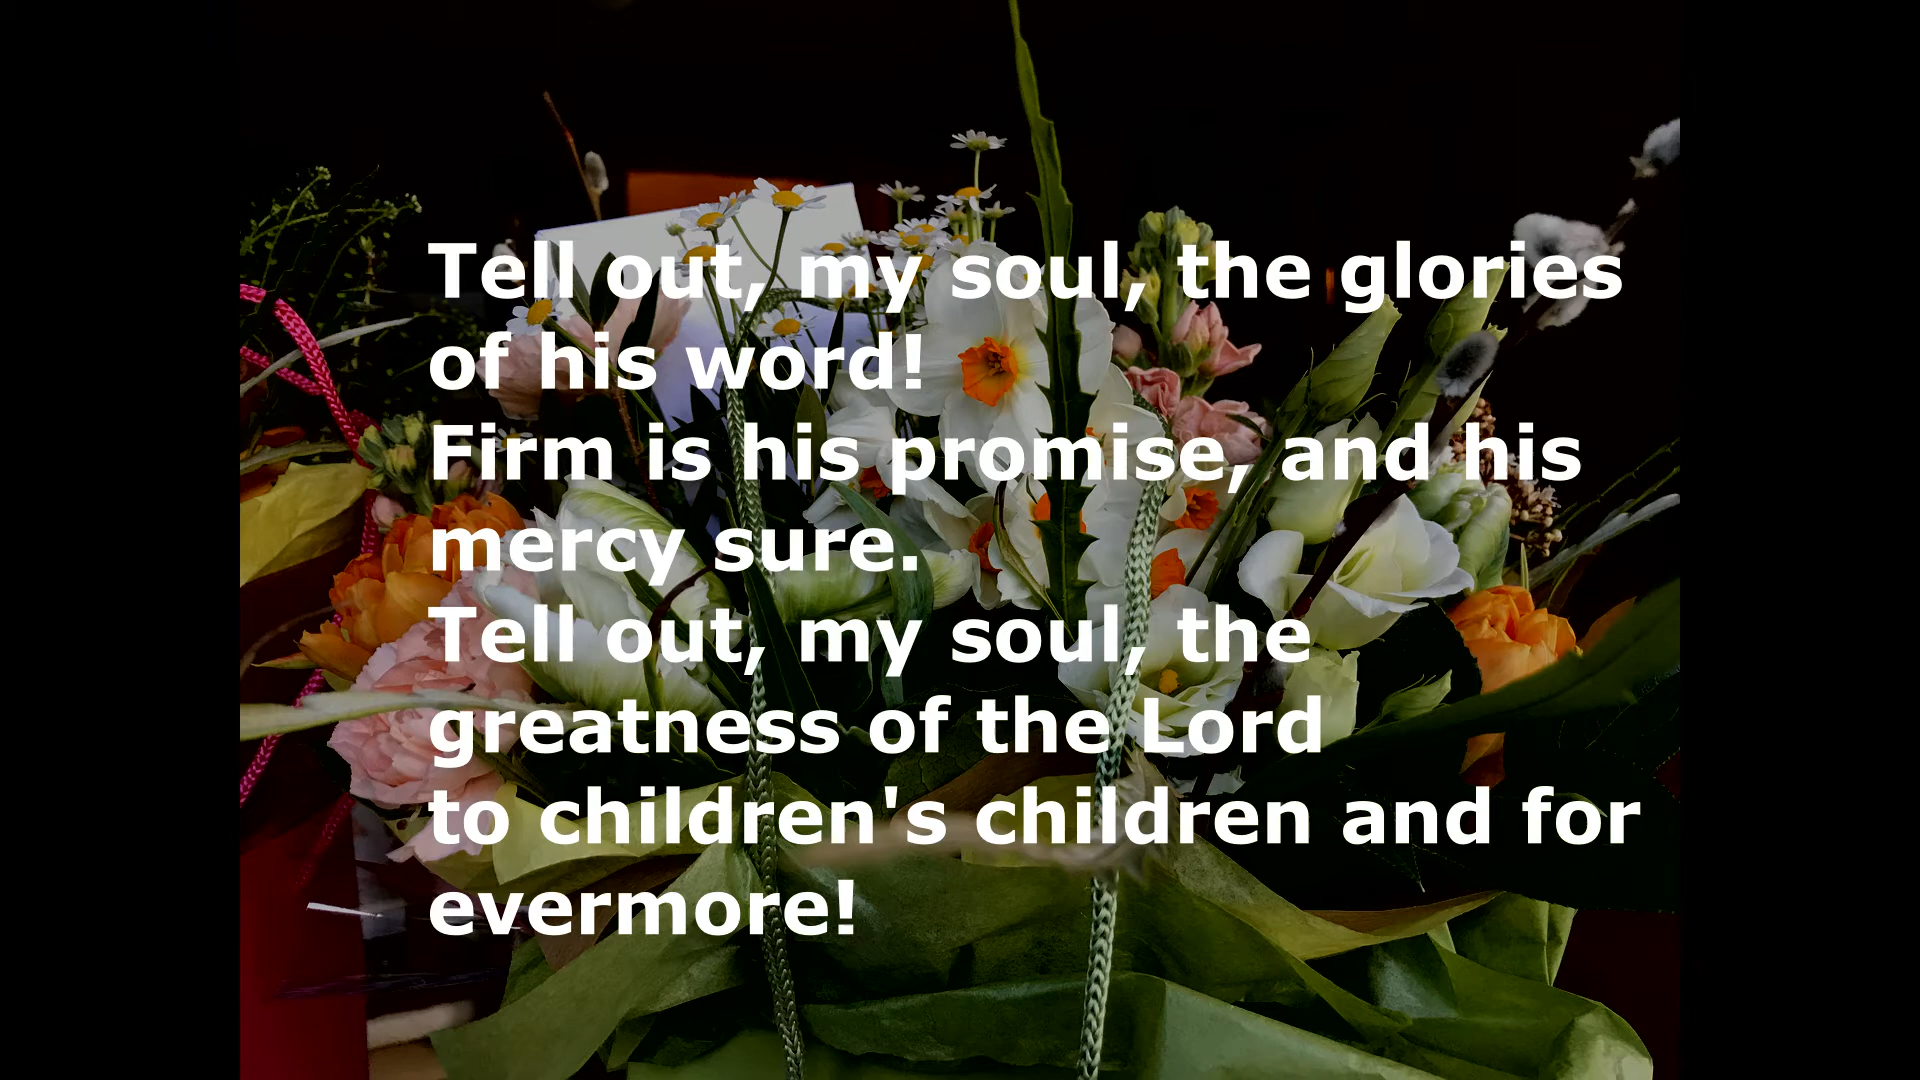 Tell out, my soul, the glories
of his word!
Firm is his promise, and his
mercy sure.
Tell out, my soul, the
greatness of the Lord
to children's children and for
evermore!